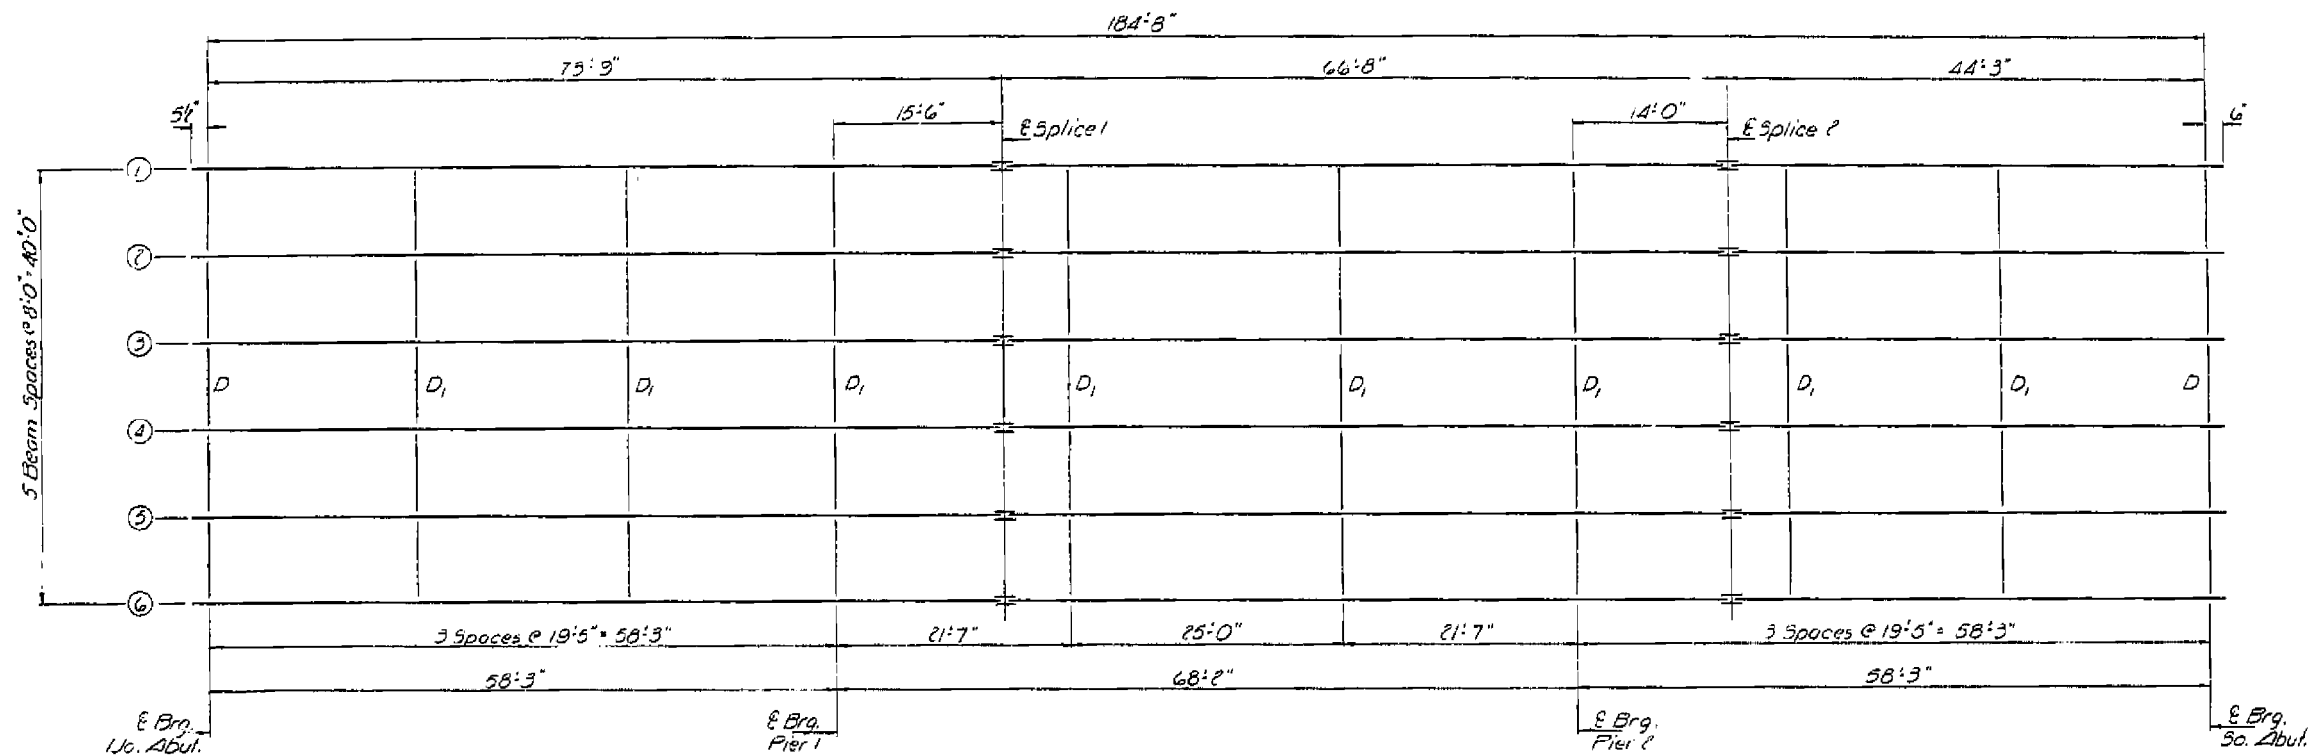 184'-8"
73'-9" 66'-8" 44'-3"
5½" 15'-6" ℄ Splice 1 14'-0" ℄ Splice 2 6"
5 Beam Spaces @ 8'-0" = 40'-0"
1
2
3
D D₁ D₁ D₁ D₁ D₁ D₁ D₁ D₁ D
4
5
6
3 Spaces @ 19'-5" = 58'-3" 21'-7" 25'-0" 21'-7" 3 Spaces @ 19'-5" = 58'-3"
58'-3" 68'-2" 58'-3"
℄ Brg. ℄ Brg. ℄ Brg. ℄ Brg.
No. Abut. Pier 1 Pier 2 So. Abut.